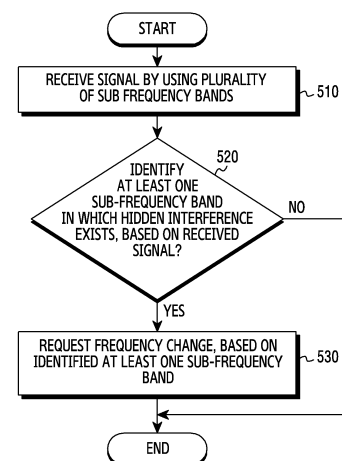 START
RECEIVE SIGNAL BY USING PLURALITY
OF SUB FREQUENCY BANDS
510
520
IDENTIFY
AT LEAST ONE
SUB-FREQUENCY BAND
IN WHICH HIDDEN INTERFERENCE
EXISTS, BASED ON RECEIVED
SIGNAL?
NO
YES
REQUEST FREQUENCY CHANGE, BASED ON
IDENTIFIED AT LEAST ONE SUB-FREQUENCY
BAND
530
END